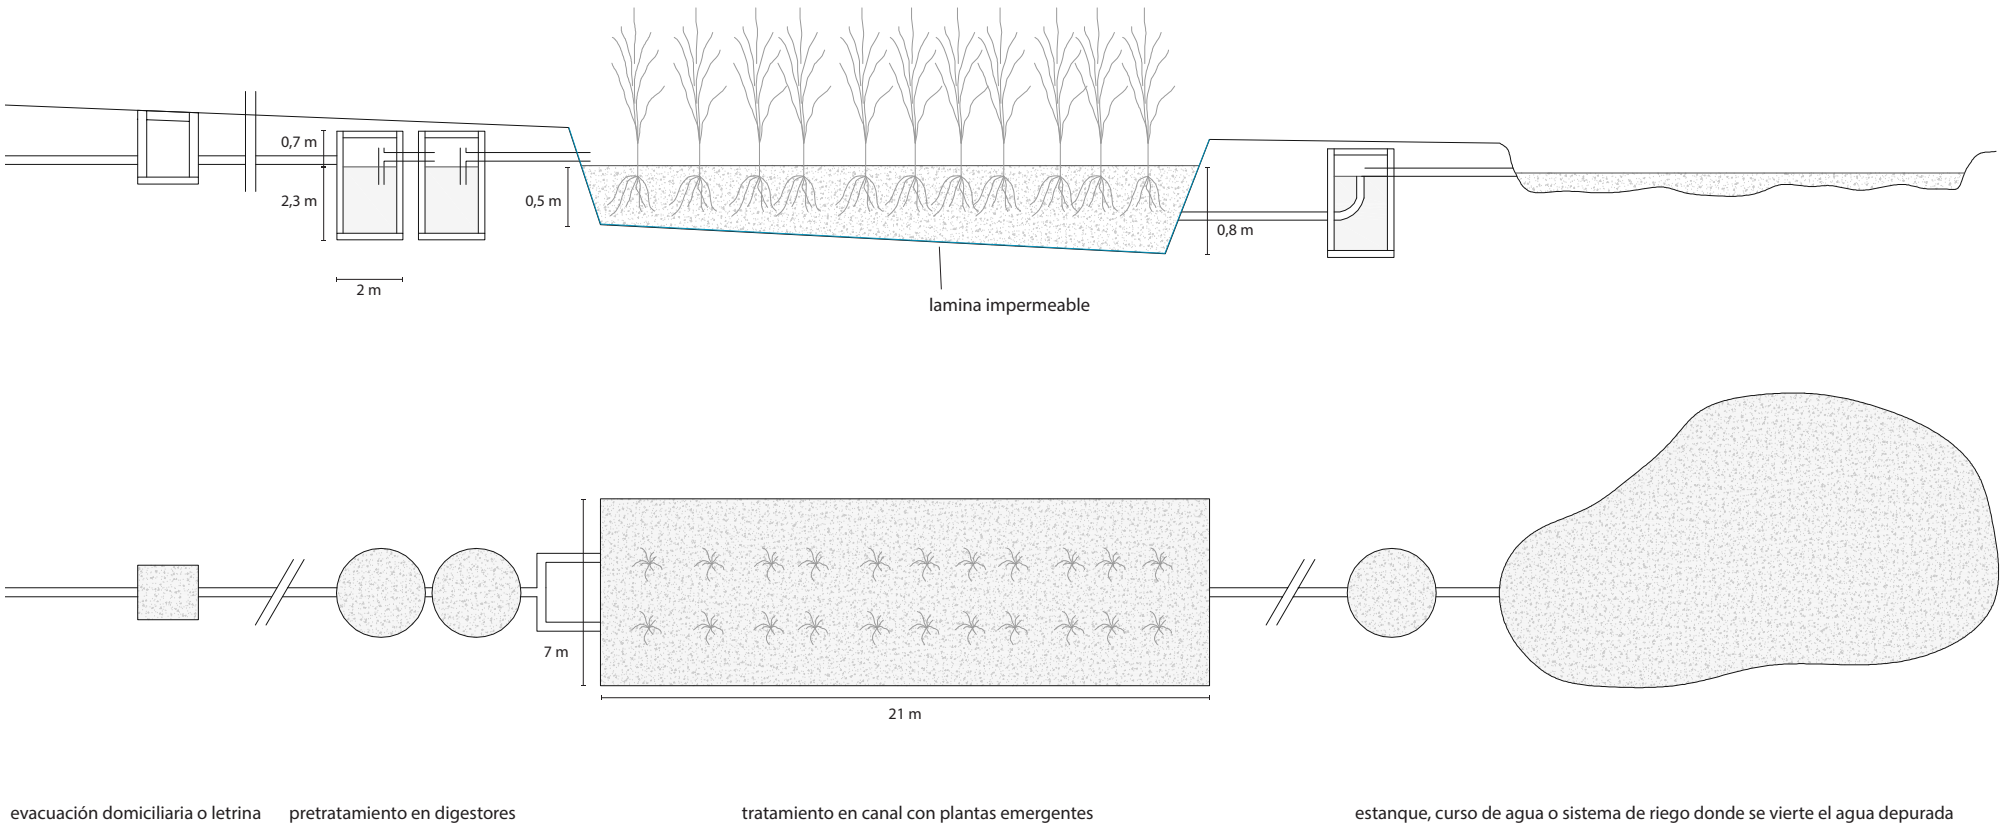 0,7 m
2,3 m
2 m
0,5 m
0,8 m
lamina impermeable
7 m
21 m
evacuación domiciliaria o letrina
pretratamiento en digestores
tratamiento en canal con plantas emergentes
estanque, curso de agua o sistema de riego donde se vierte el agua depurada